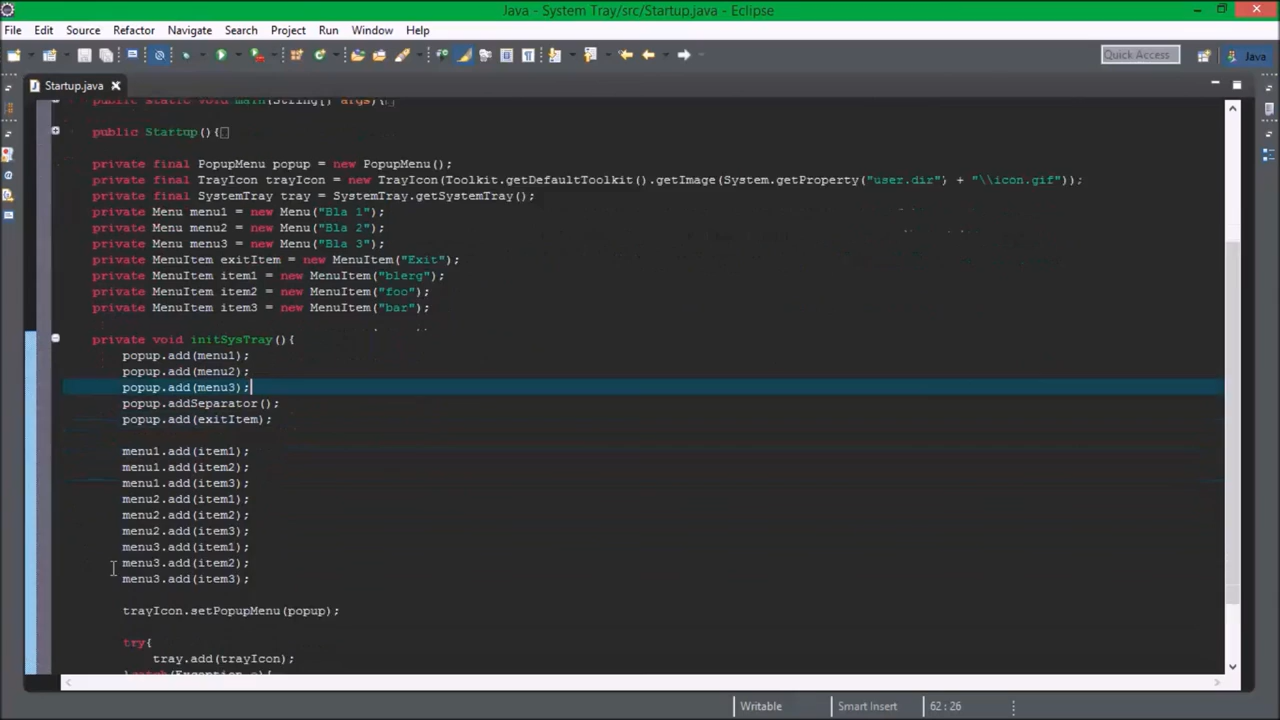 Java - System Tray/src/Startup.java - Eclipse
File Edit Source Refactor Navigate Search Project Run Window Help
Quick Access
Java
Startup.java
public static void main(String[] args){
public Startup(){
private final PopupMenu popup = new PopupMenu();
private final TrayIcon trayIcon = new TrayIcon(Toolkit.getDefaultToolkit().getImage(System.getProperty("user.dir") + "\\icon.gif"));
private final SystemTray tray = SystemTray.getSystemTray();
private Menu menu1 = new Menu("Bla 1");
private Menu menu2 = new Menu("Bla 2");
private Menu menu3 = new Menu("Bla 3");
private MenuItem exitItem = new MenuItem("Exit");
private MenuItem item1 = new MenuItem("blerg");
private MenuItem item2 = new MenuItem("foo");
private MenuItem item3 = new MenuItem("bar");
private void initSysTray(){
popup.add(menu1);
popup.add(menu2);
popup.add(menu3);
popup.addSeparator();
popup.add(exitItem);
menu1.add(item1);
menu1.add(item2);
menu1.add(item3);
menu2.add(item1);
menu2.add(item2);
menu2.add(item3);
menu3.add(item1);
menu3.add(item2);
menu3.add(item3);
trayIcon.setPopupMenu(popup);
try{
tray.add(trayIcon);
}catch(Exception e){
Writable Smart Insert 62 : 26